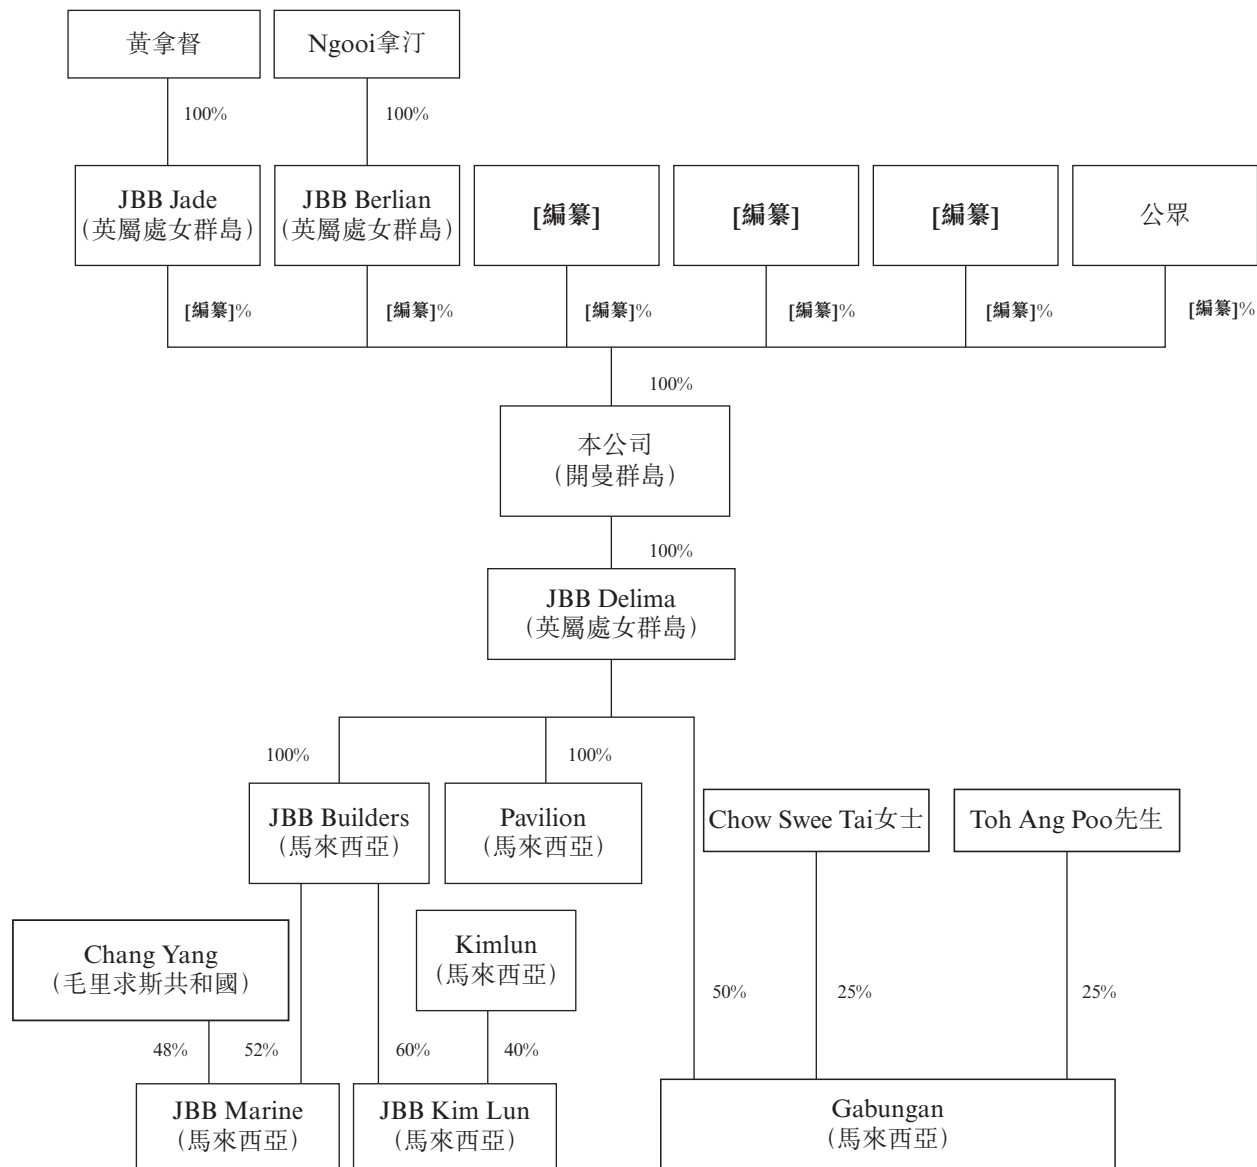 黃拿督
Ngooi拿汀
100%
100%
JBB Jade
(英屬處女群島)
JBB Berlian
(英屬處女群島)
[編纂]
[編纂]
[編纂]
公眾
[編纂]%
[編纂]%
[編纂]%
[編纂]%
[編纂]%
[編纂]%
100%
本公司
(開曼群島)
100%
JBB Delima
(英屬處女群島)
100%
100%
JBB Builders
(馬來西亞)
Pavilion
(馬來西亞)
Chow Swee Tai女士
Toh Ang Poo先生
Chang Yang
(毛里求斯共和國)
Kimlun
(馬來西亞)
50%
25%
25%
48%
52%
60%
40%
JBB Marine
(馬來西亞)
JBB Kim Lun
(馬來西亞)
Gabungan
(馬來西亞)